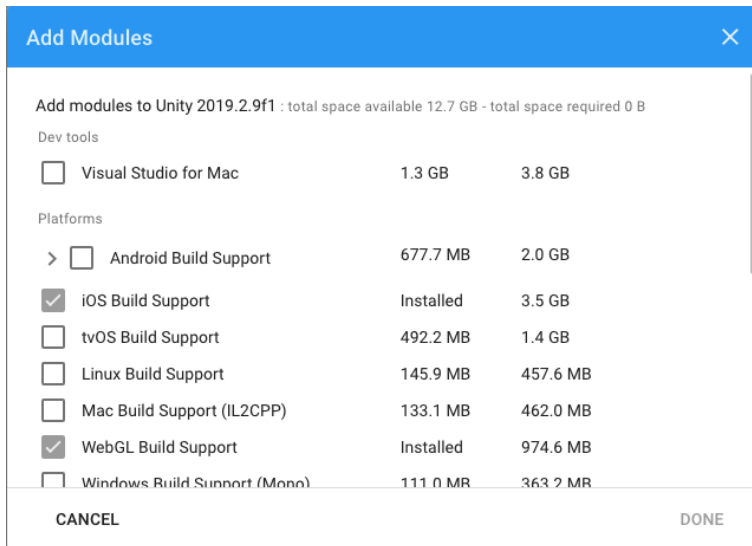 Add Modules
Add modules to Unity 2019.2.9f1 : total space available 12.7 GB - total space required 0 B
Dev tools
Visual Studio for Mac 1.3 GB 3.8 GB
Platforms
Android Build Support 677.7 MB 2.0 GB
iOS Build Support Installed 3.5 GB
tvOS Build Support 492.2 MB 1.4 GB
Linux Build Support 145.9 MB 457.6 MB
Mac Build Support (IL2CPP) 133.1 MB 462.0 MB
WebGL Build Support Installed 974.6 MB
Windows Build Support (Mono) 111.0 MB 363.2 MB
CANCEL DONE